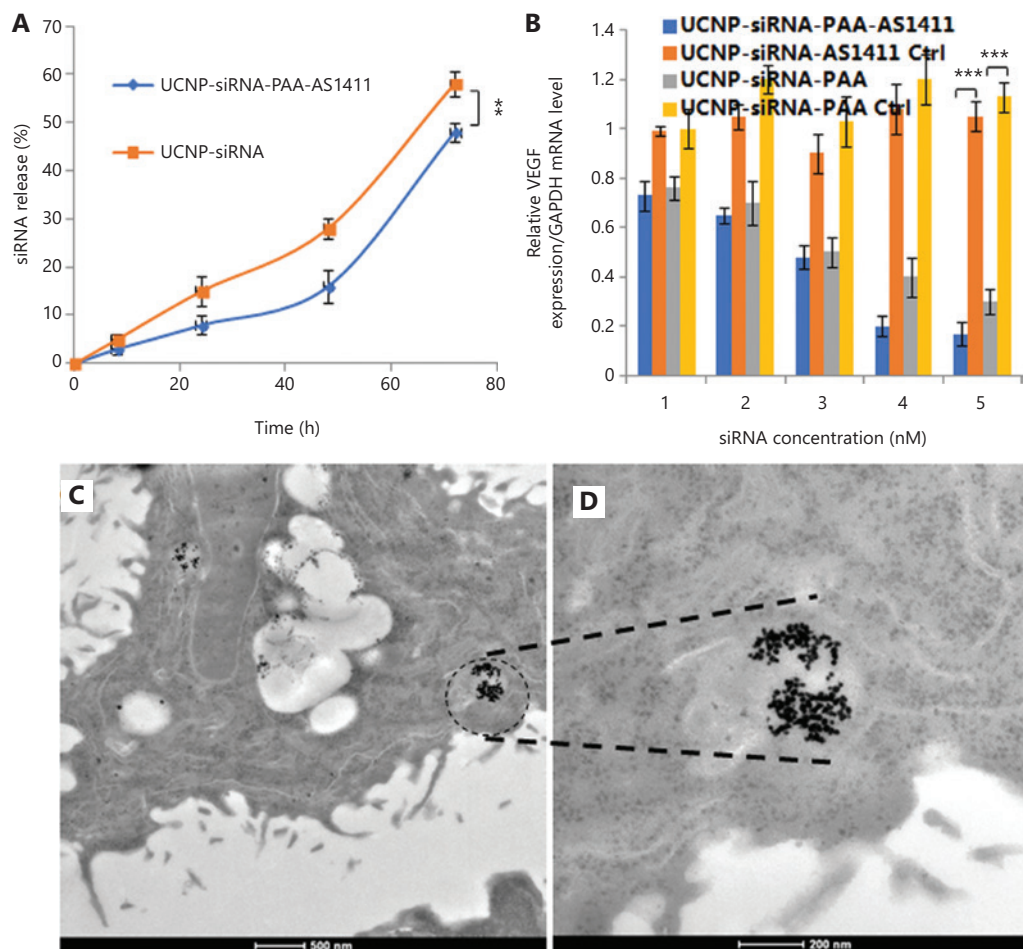 A
70
60
50
40
30
20
10
0
siRNA release (%)
UCNP-siRNA-PAA-AS1411
UCNP-siRNA
**
0 20 40 60 80
Time (h)
B
1.4
1.2
1
0.8
0.6
0.4
0.2
0
Relative VEGF
expression/GAPDH mRNA level
UCNP-siRNA-PAA-AS1411
UCNP-siRNA-AS1411 Ctrl
UCNP-siRNA-PAA
UCNP-siRNA-PAA Ctrl
***
***
1 2 3 4 5
siRNA concentration (nM)
C
500 nm
D
200 nm